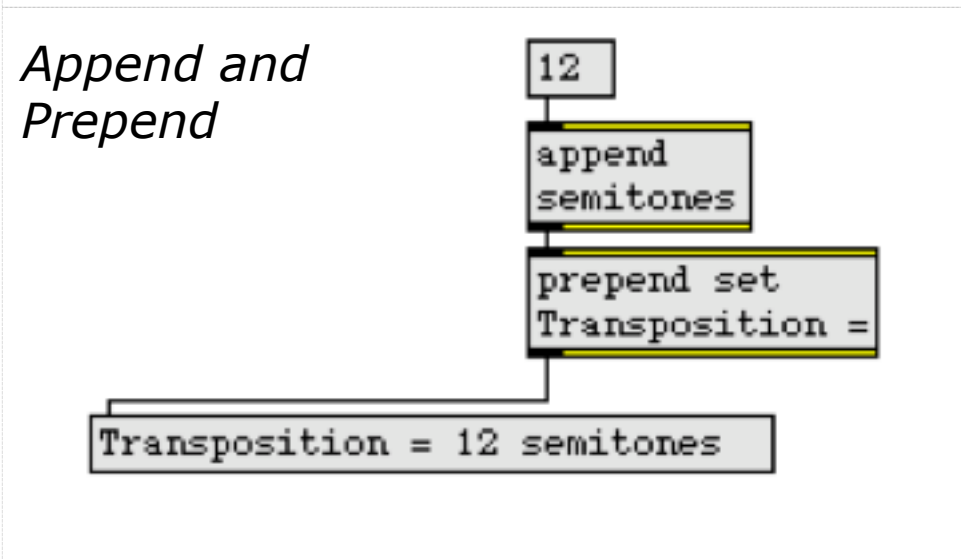 Append and
Prepend
12
append
semitones
prepend set
Transposition =
Transposition = 12 semitones